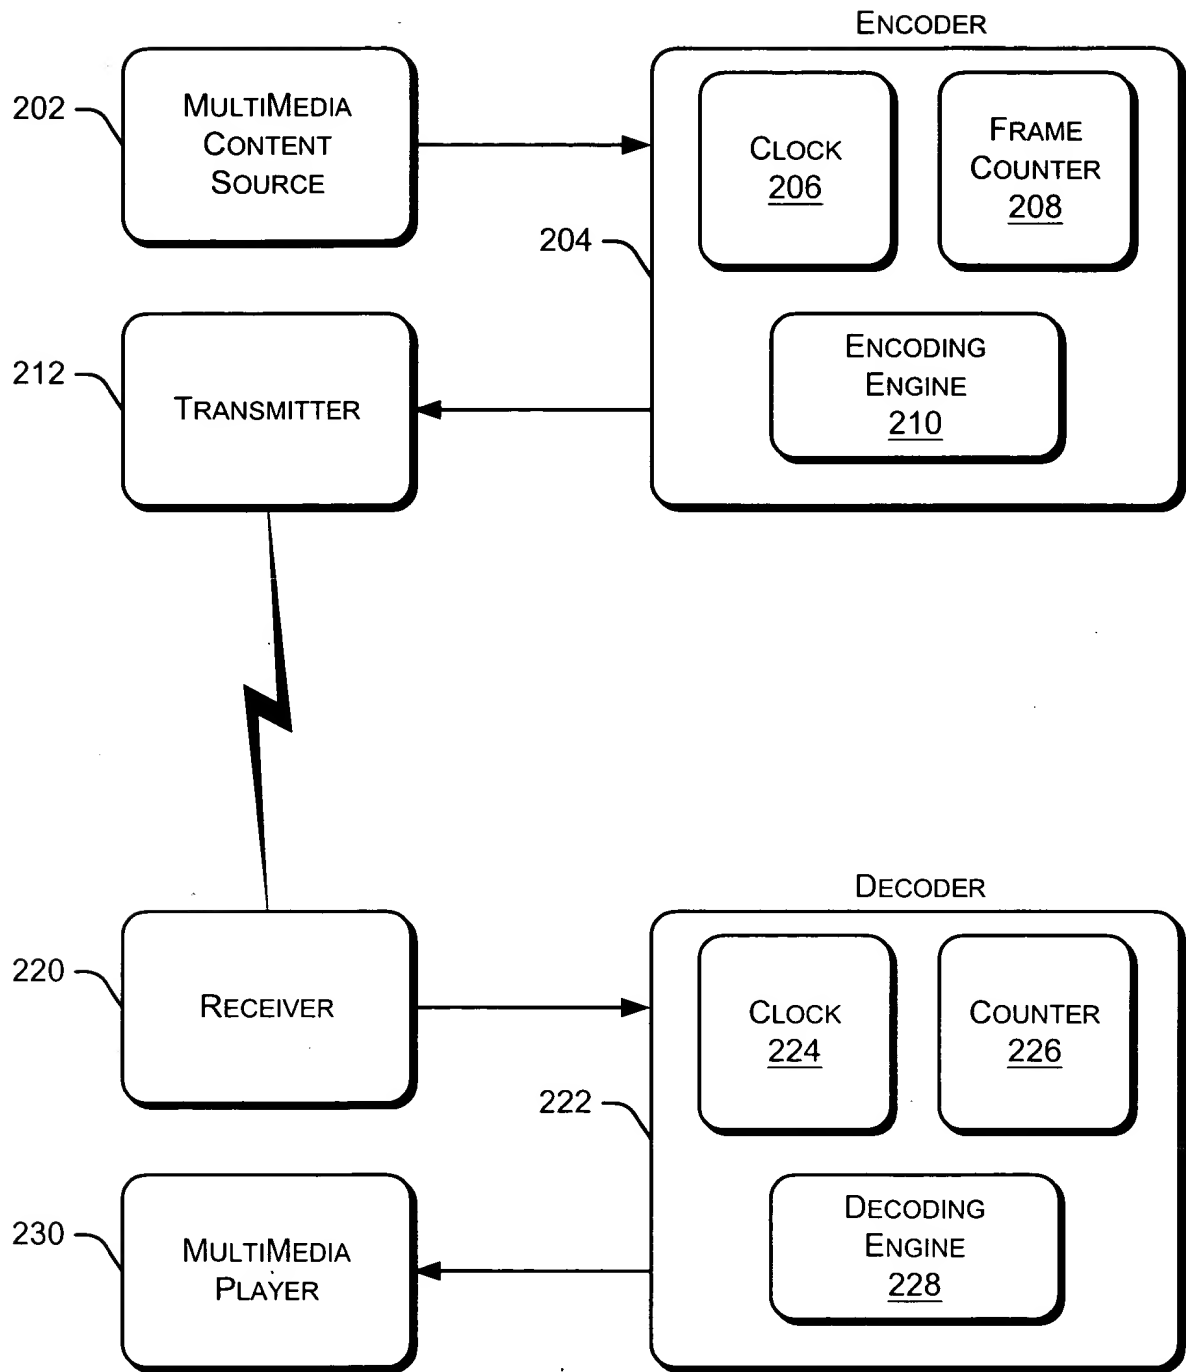 ENCODER
202
MULTIMEDIA
CONTENT
SOURCE
CLOCK
206
FRAME
COUNTER
208
204
212
TRANSMITTER
ENCODING
ENGINE
210
DECODER
220
RECEIVER
CLOCK
224
COUNTER
226
222
230
MULTIMEDIA
PLAYER
DECODING
ENGINE
228